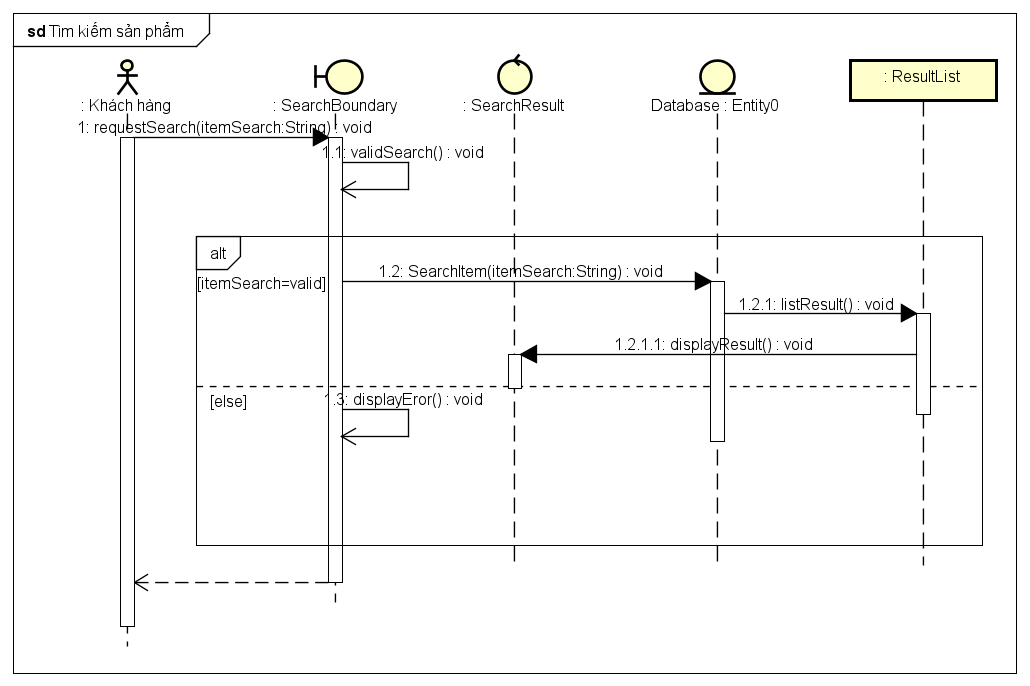 sd Tìm kiếm sản phẩm
: Khách hàng
: SearchBoundary
: SearchResult
Database : Entity0
: ResultList
1: requestSearch(itemSearch:String) : void
1.1: validSearch() : void
alt
[itemSearch=valid]
1.2: SearchItem(itemSearch:String) : void
1.2.1: listResult() : void
1.2.1.1: displayResult() : void
[else]
1.3: displayEror() : void